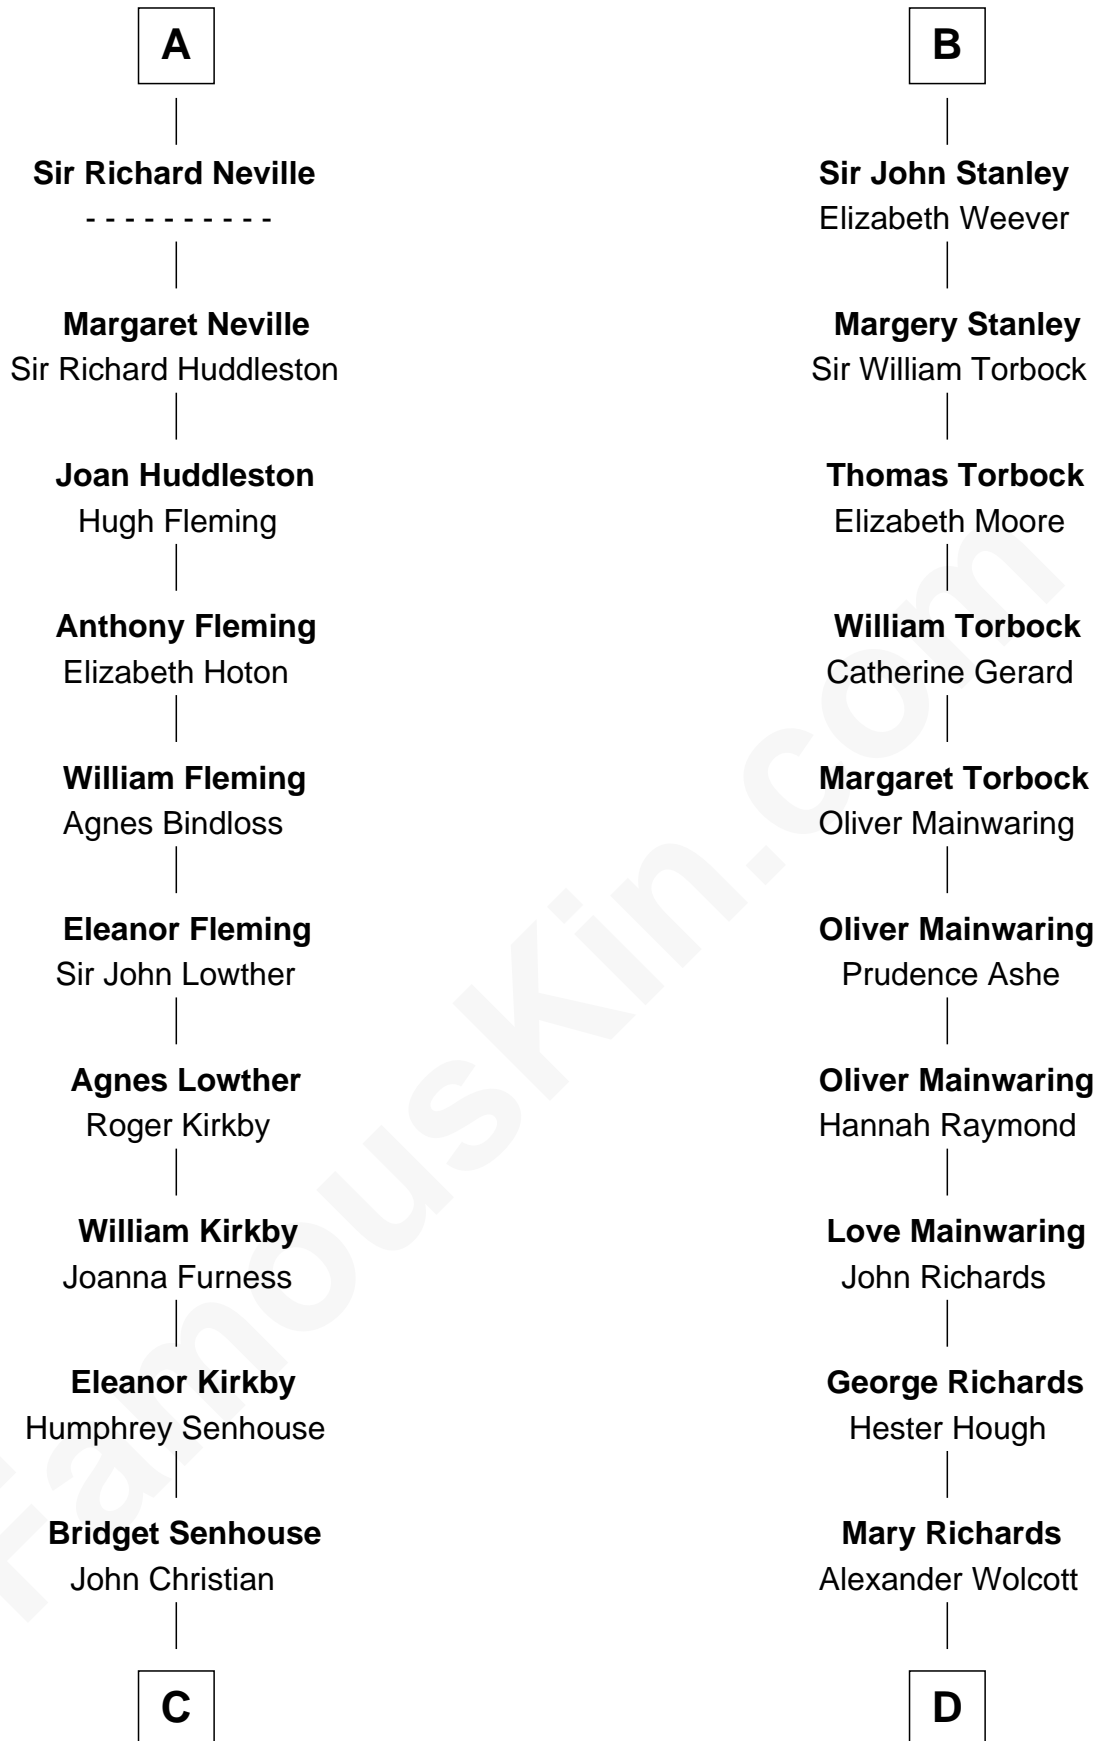 A
Sir Richard Neville
- - - - - - - - - -
Margaret Neville
Sir Richard Huddleston
Joan Huddleston
Hugh Fleming
Anthony Fleming
Elizabeth Hoton
William Fleming
Agnes Bindloss
Eleanor Fleming
Sir John Lowther
Agnes Lowther
Roger Kirkby
William Kirkby
Joanna Furness
Eleanor Kirkby
Humphrey Senhouse
Bridget Senhouse
John Christian
C
B
Sir John Stanley
Elizabeth Weever
Margery Stanley
Sir William Torbock
Thomas Torbock
Elizabeth Moore
William Torbock
Catherine Gerard
Margaret Torbock
Oliver Mainwaring
Oliver Mainwaring
Prudence Ashe
Oliver Mainwaring
Hannah Raymond
Love Mainwaring
John Richards
George Richards
Hester Hough
Mary Richards
Alexander Wolcott
D
FamousKin.com